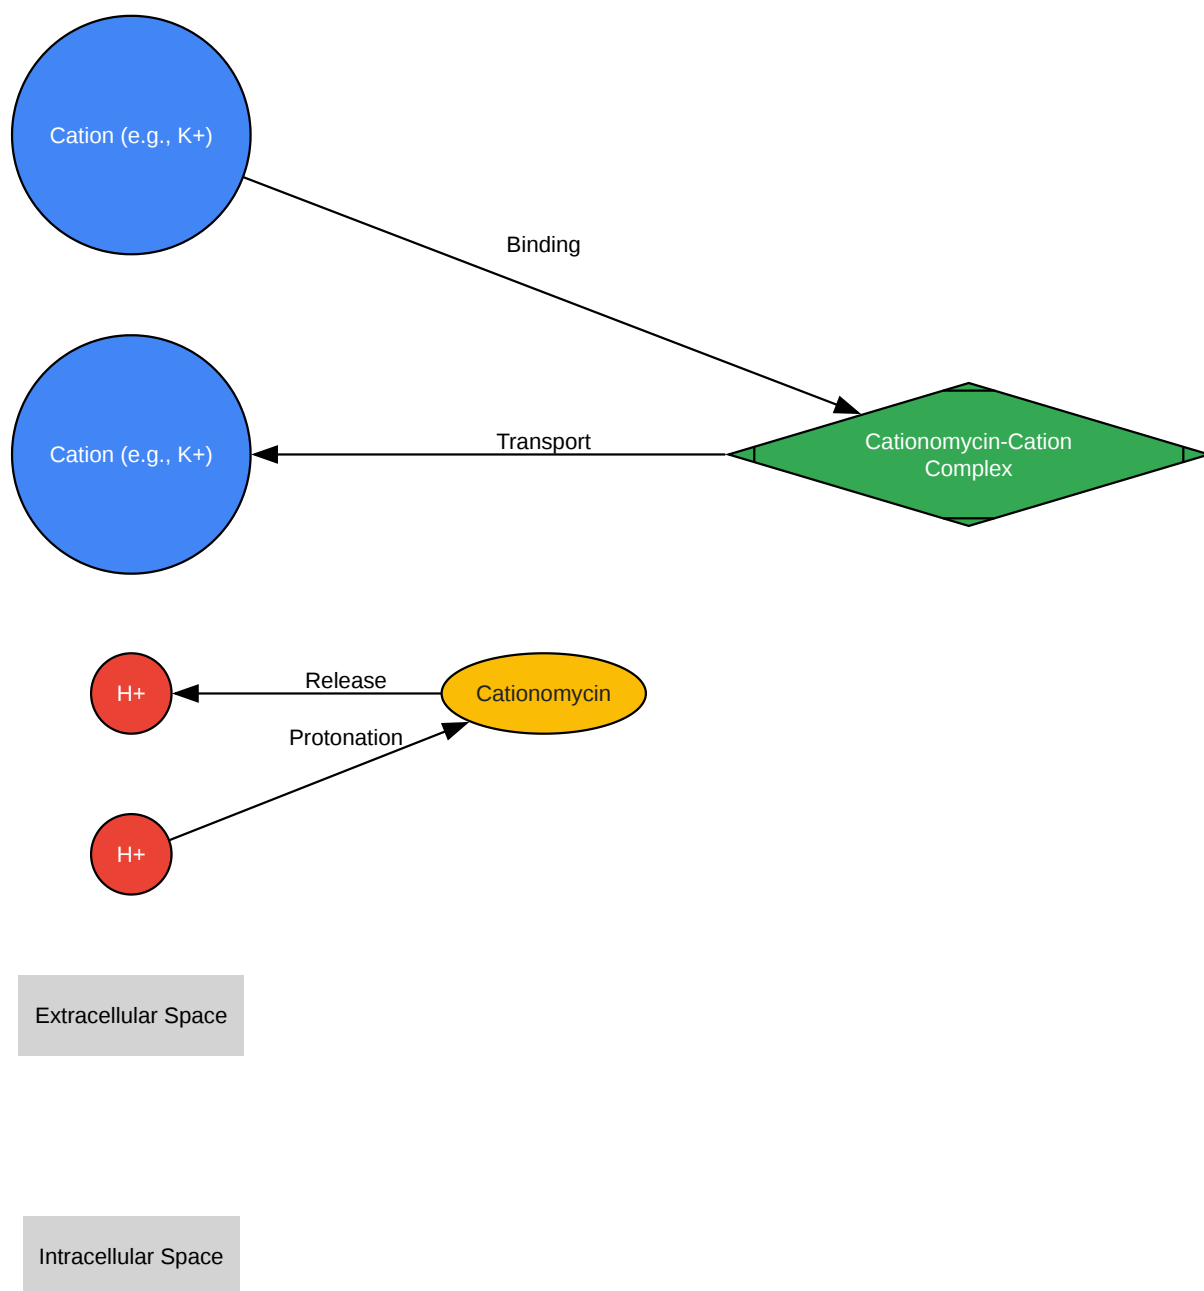 Cation (e.g., K+)
Binding
Cation (e.g., K+)
Transport
Cationomycin-Cation
Complex
H+
Release
Cationomycin
Protonation
H+
Extracellular Space
Intracellular Space